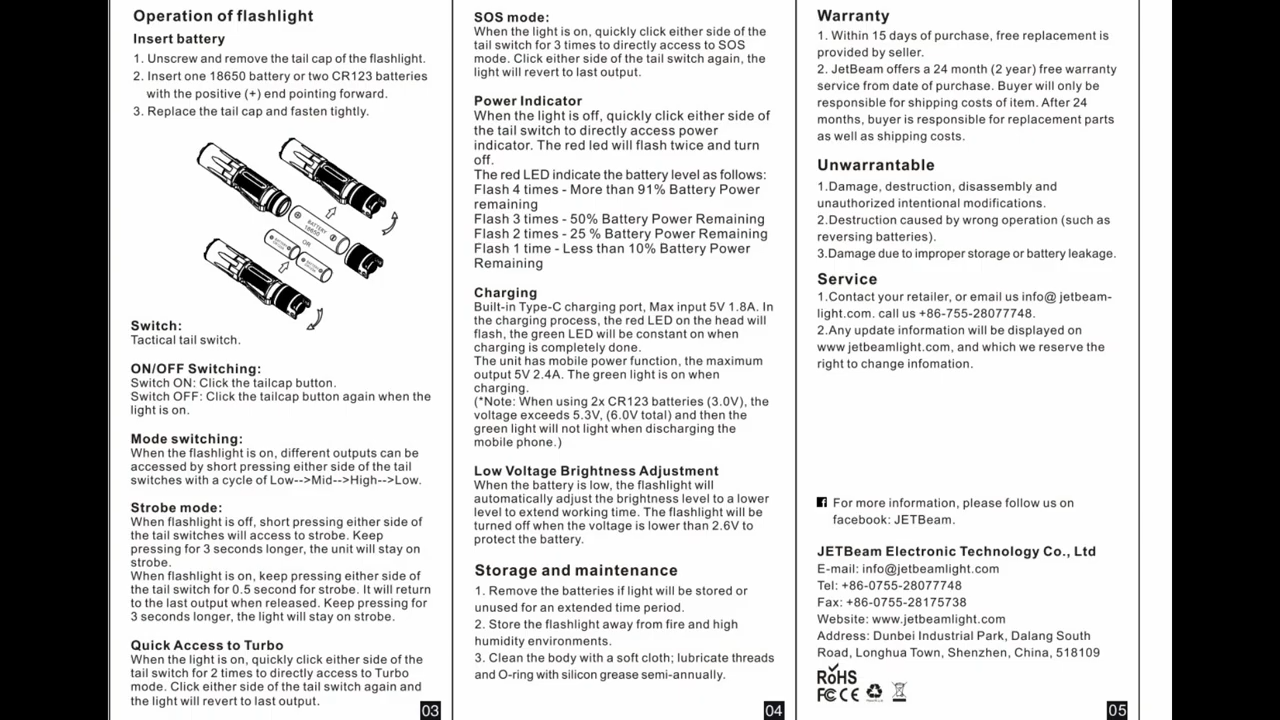 Operation of flashlight
Insert battery
1. Unscrew and remove the tail cap of the flashlight.
2. Insert one 18650 battery or two CR123 batteries
with the positive (+) end pointing forward.
3. Replace the tail cap and fasten tightly.
BATTERY
18650
OR
Switch:
Tactical tail switch.
ON/OFF Switching:
Switch ON: Click the tailcap button.
Switch OFF: Click the tailcap button again when the
light is on.
Mode switching:
When the flashlight is on, different outputs can be
accessed by short pressing either side of the tail
switches with a cycle of Low-->Mid-->High-->Low.
Strobe mode:
When flashlight is off, short pressing either side of
the tail switches will access to strobe. Keep
pressing for 3 seconds longer, the unit will stay on
strobe.
When flashlight is on, keep pressing either side of
the tail switch for 0.5 second for strobe. It will return
to the last output when released. Keep pressing for
3 seconds longer, the light will stay on strobe.
Quick Access to Turbo
When the light is on, quickly click either side of the
tail switch for 2 times to directly access to Turbo
mode. Click either side of the tail switch again and
the light will revert to last output.
03
SOS mode:
When the light is on, quickly click either side of the
tail switch for 3 times to directly access to SOS
mode. Click either side of the tail switch again, the
light will revert to last output.
Power Indicator
When the light is off, quickly click either side of
the tail switch to directly access power
indicator. The red led will flash twice and turn
off.
The red LED indicate the battery level as follows:
Flash 4 times - More than 91% Battery Power
remaining
Flash 3 times - 50% Battery Power Remaining
Flash 2 times - 25 % Battery Power Remaining
Flash 1 time - Less than 10% Battery Power
Remaining
Charging
Built-in Type-C charging port, Max input 5V 1.8A. In
the charging process, the red LED on the head will
flash, the green LED will be constant on when
charging is completely done.
The unit has mobile power function, the maximum
output 5V 2.4A. The green light is on when
charging.
(*Note: When using 2x CR123 batteries (3.0V), the
voltage exceeds 5.3V, (6.0V total) and then the
green light will not light when discharging the
mobile phone.)
Low Voltage Brightness Adjustment
When the battery is low, the flashlight will
automatically adjust the brightness level to a lower
level to extend working time. The flashlight will be
turned off when the voltage is lower than 2.6V to
protect the battery.
Storage and maintenance
1. Remove the batteries if light will be stored or
unused for an extended time period.
2. Store the flashlight away from fire and high
humidity environments.
3. Clean the body with a soft cloth; lubricate threads
and O-ring with silicon grease semi-annually.
04
Warranty
1. Within 15 days of purchase, free replacement is
provided by seller.
2. JetBeam offers a 24 month (2 year) free warranty
service from date of purchase. Buyer will only be
responsible for shipping costs of item. After 24
months, buyer is responsible for replacement parts
as well as shipping costs.
Unwarrantable
1.Damage, destruction, disassembly and
unauthorized intentional modifications.
2.Destruction caused by wrong operation (such as
reversing batteries).
3.Damage due to improper storage or battery leakage.
Service
1.Contact your retailer, or email us info@ jetbeam-
light.com. call us +86-755-28077748.
2.Any update information will be displayed on
www jetbeamlight.com, and which we reserve the
right to change infomation.
For more information, please follow us on
facebook: JETBeam.
JETBeam Electronic Technology Co., Ltd
E-mail: info@jetbeamlight.com
Tel: +86-0755-28077748
Fax: +86-0755-28175738
Website: www.jetbeamlight.com
Address: Dunbei Industrial Park, Dalang South
Road, Longhua Town, Shenzhen, China, 518109
RoHS
FC CE
05